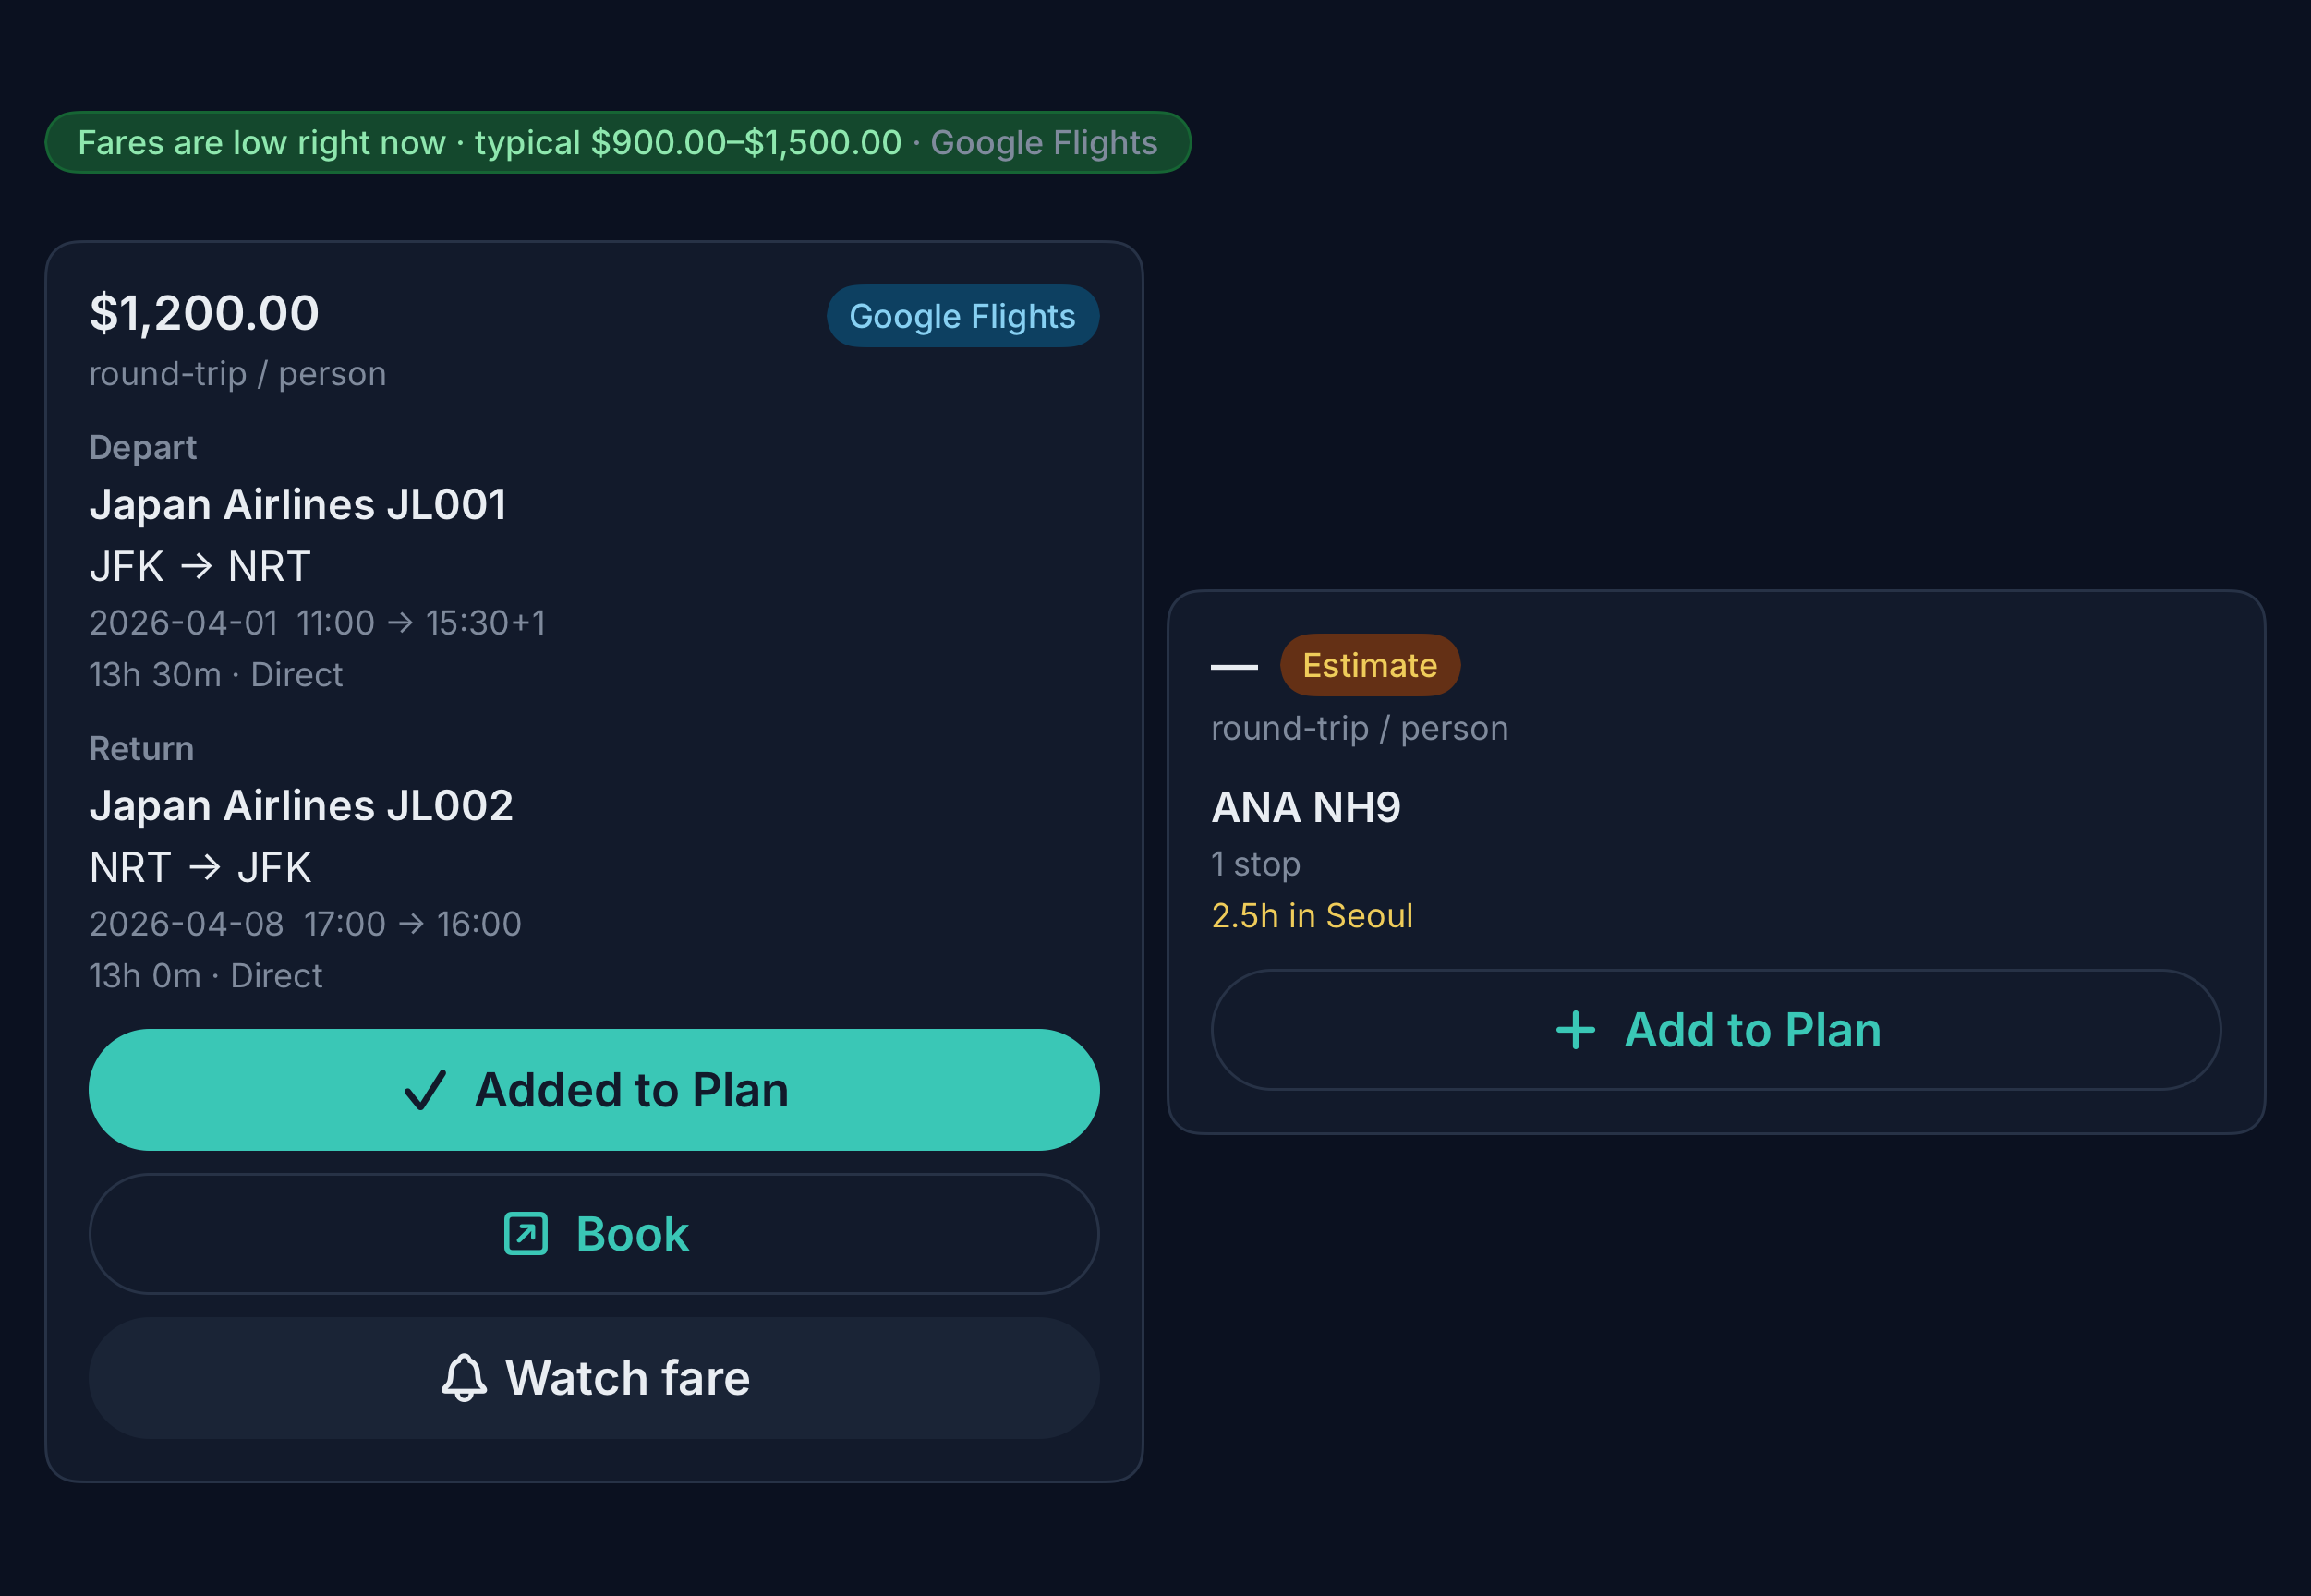 Fares are low right now · typical $900.00–$1,500.00 · Google Flights
$1,200.00
Google Flights
round-trip / person
Depart
Japan Airlines JL001
JFK → NRT
2026-04-01 11:00 → 15:30+1
13h 30m · Direct
Return
Japan Airlines JL002
NRT → JFK
2026-04-08 17:00 → 16:00
13h 0m · Direct
Added to Plan
Book
Watch fare
— Estimate
round-trip / person
ANA NH9
1 stop
2.5h in Seoul
Add to Plan